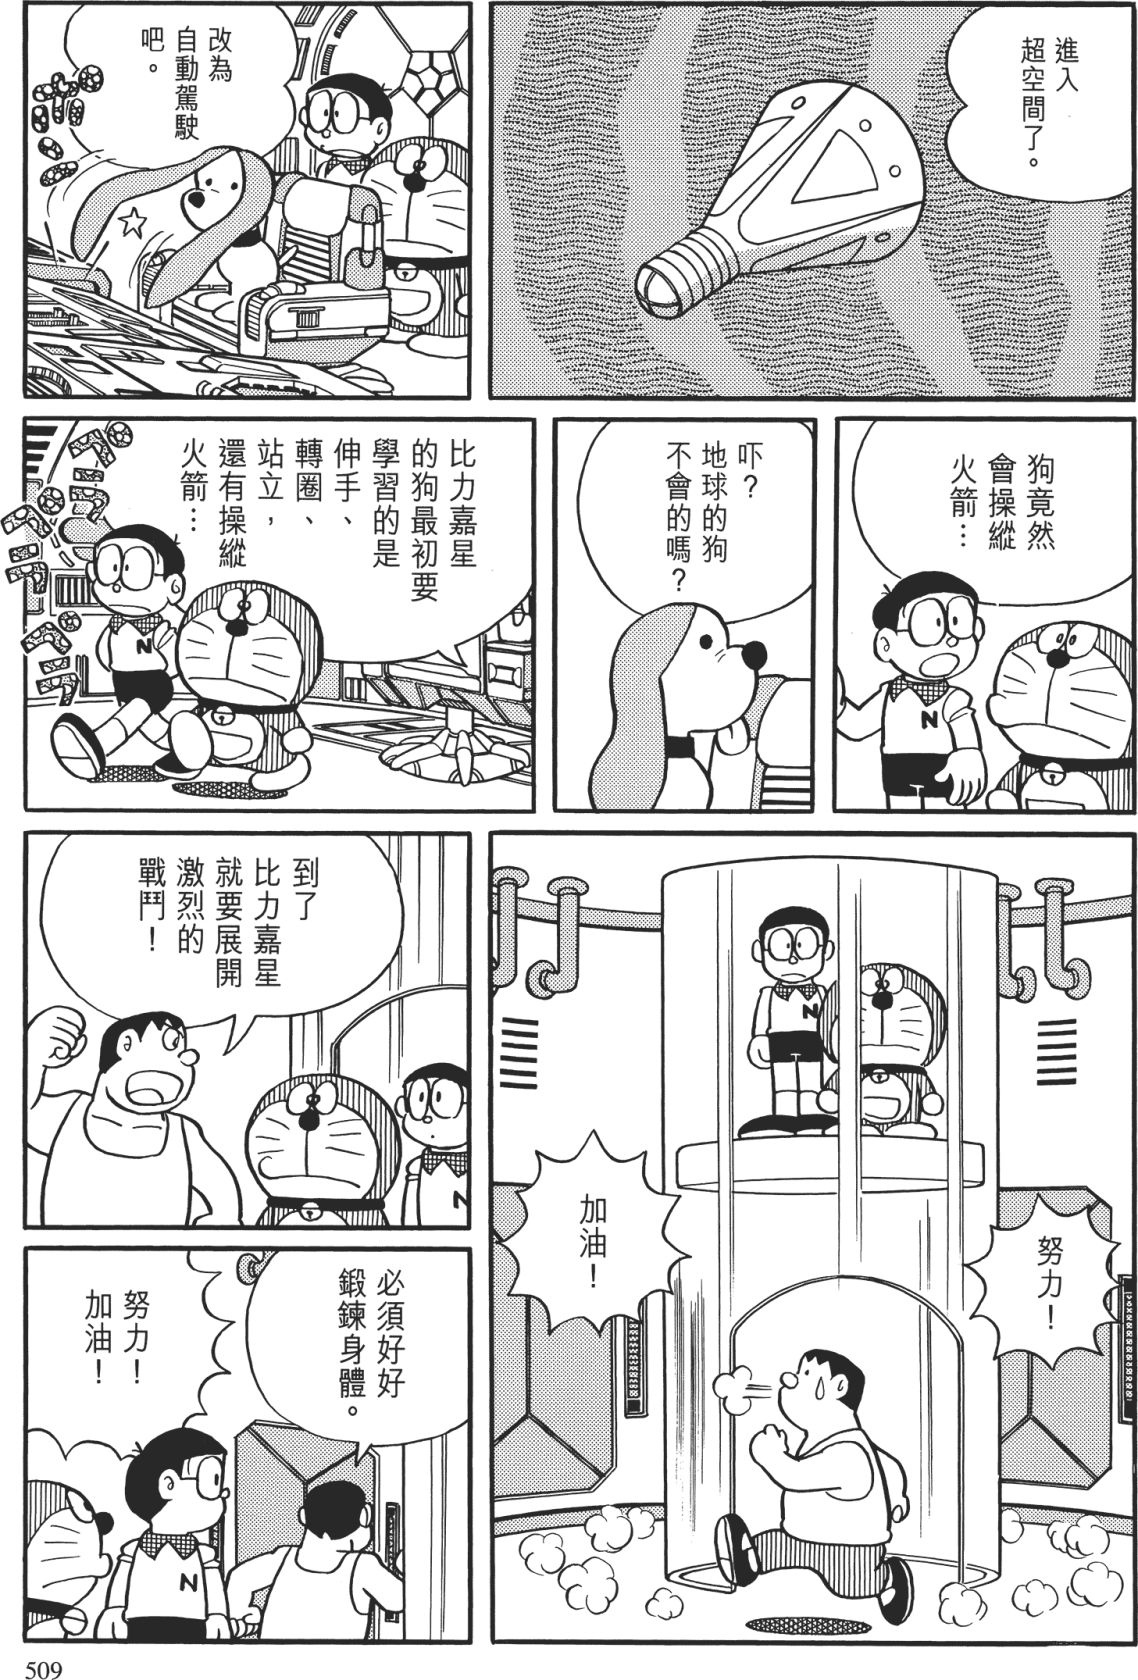 進入
超空間了。
改為
自動駕駛
吧。
狗竟然
會操縱
火箭…
吓？
地球的狗
不會的嗎？
比力嘉星
的狗最初要
學習的是
伸手、
轉圈、
站立，
還有操縱
火箭…
努力！
加油！
到了
比力嘉星
就要展開
激烈的
戰鬥！
必須好好
鍛鍊身體。
努力！
加油！
509